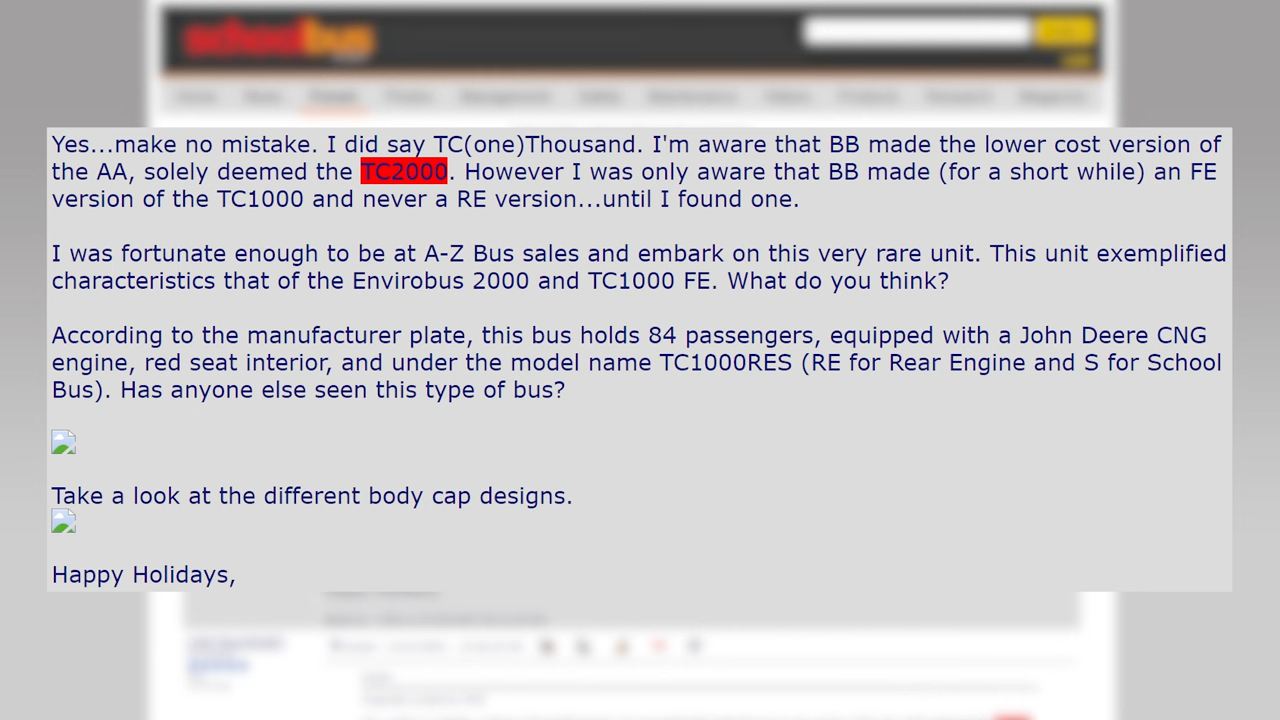 schoolbus
Yes...make no mistake. I did say TC(one)Thousand. I'm aware that BB made the lower cost version of
the AA, solely deemed the TC2000. However I was only aware that BB made (for a short while) an FE
version of the TC1000 and never a RE version...until I found one.
I was fortunate enough to be at A-Z Bus sales and embark on this very rare unit. This unit exemplified
characteristics that of the Envirobus 2000 and TC1000 FE. What do you think?
According to the manufacturer plate, this bus holds 84 passengers, equipped with a John Deere CNG
engine, red seat interior, and under the model name TC1000RES (RE for Rear Engine and S for School
Bus). Has anyone else seen this type of bus?
Take a look at the different body cap designs.
Happy Holidays,